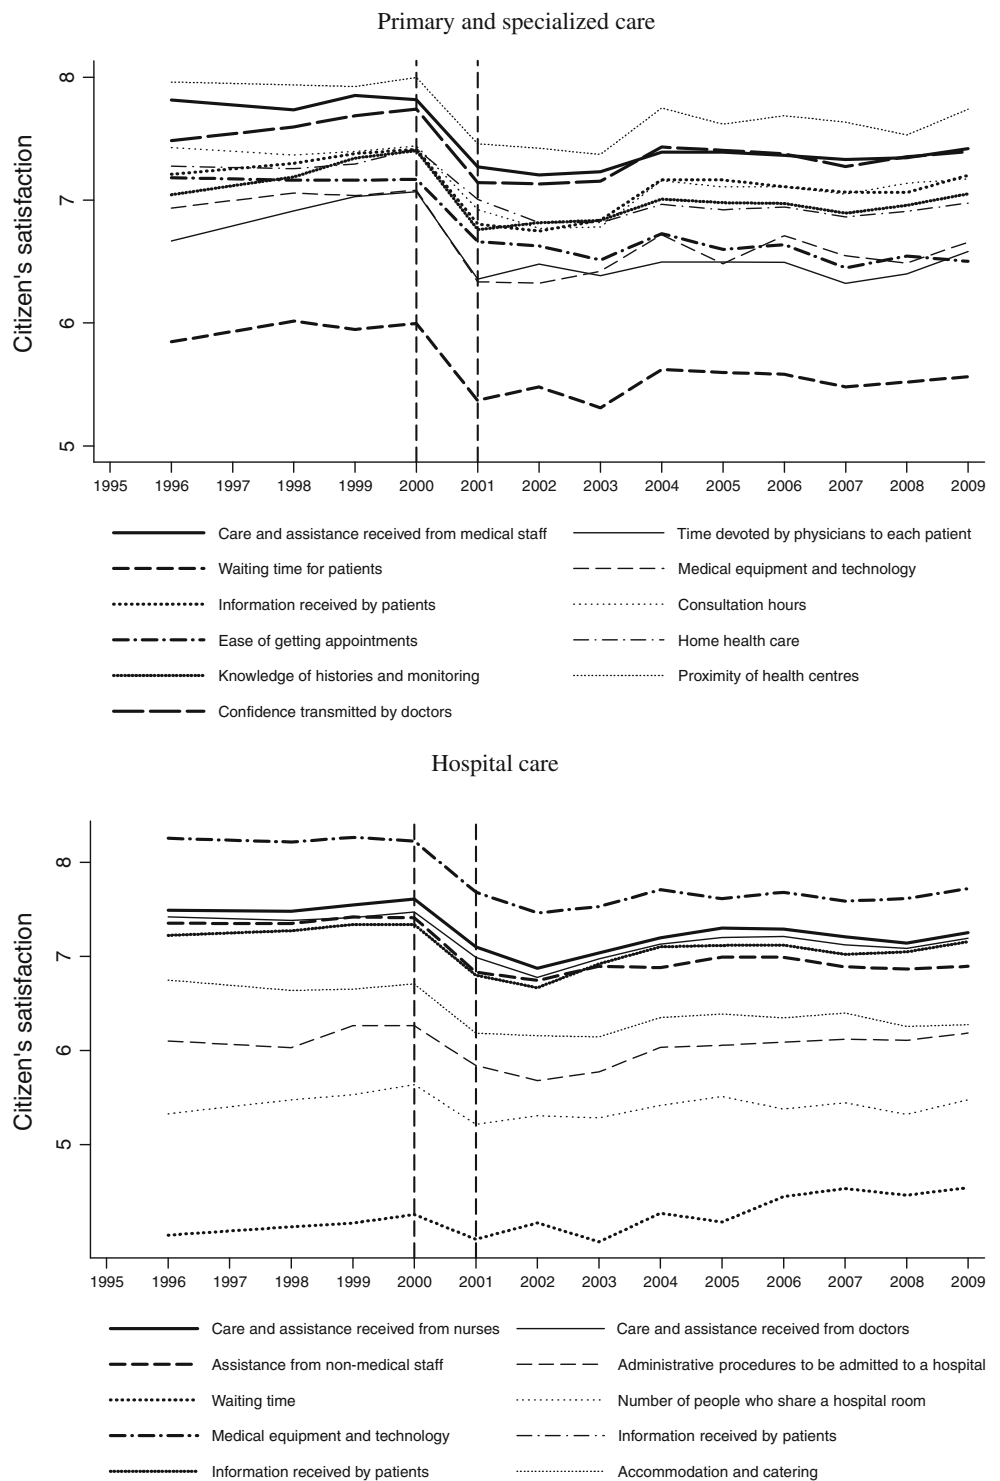 Primary and specialized care
Citizen's satisfaction
8
7
6
5
1995 1996 1997 1998 1999 2000 2001 2002 2003 2004 2005 2006 2007 2008 2009
Care and assistance received from medical staff
Time devoted by physicians to each patient
Waiting time for patients
Medical equipment and technology
Information received by patients
Consultation hours
Ease of getting appointments
Home health care
Knowledge of histories and monitoring
Proximity of health centres
Confidence transmitted by doctors
Hospital care
Citizen's satisfaction
8
7
6
5
1995 1996 1997 1998 1999 2000 2001 2002 2003 2004 2005 2006 2007 2008 2009
Care and assistance received from nurses
Care and assistance received from doctors
Assistance from non-medical staff
Administrative procedures to be admitted to a hospital
Waiting time
Number of people who share a hospital room
Medical equipment and technology
Information received by patients
Information received by patients
Accommodation and catering